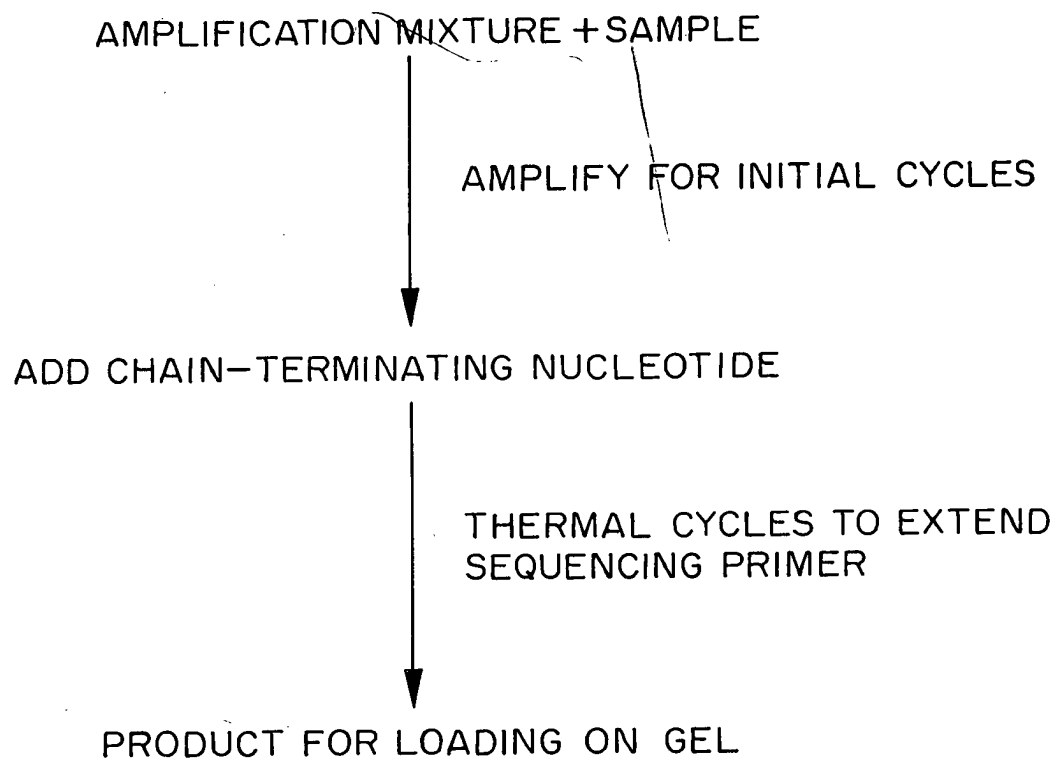 AMPLIFICATION MIXTURE + SAMPLE
AMPLIFY FOR INITIAL CYCLES
ADD CHAIN-TERMINATING NUCLEOTIDE
THERMAL CYCLES TO EXTEND
SEQUENCING PRIMER
PRODUCT FOR LOADING ON GEL